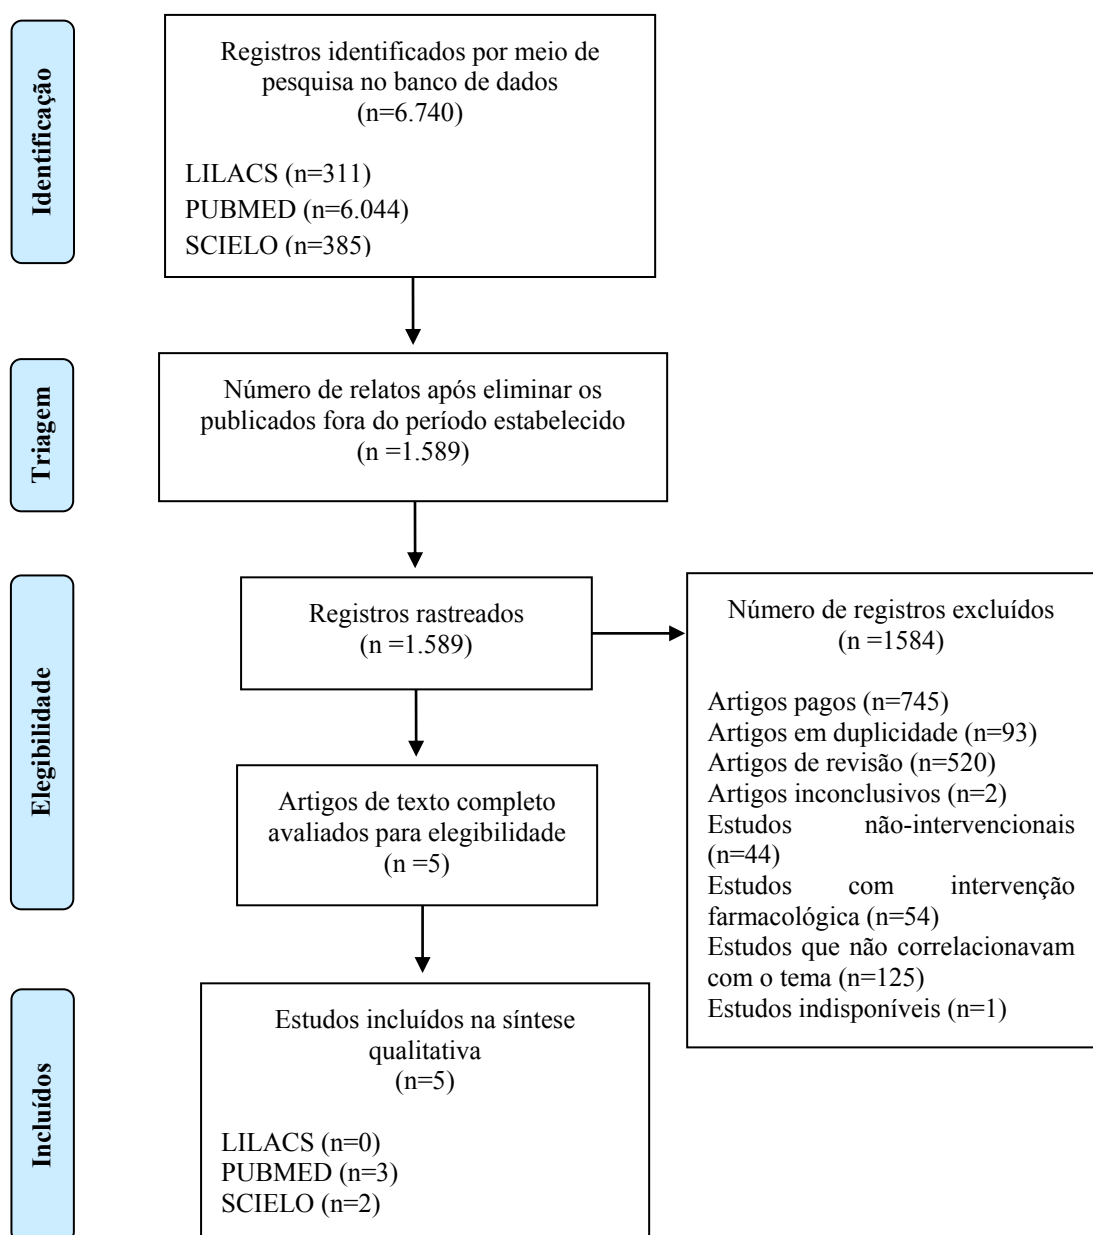 Identificação
Registros identificados por meio de
pesquisa no banco de dados
(n=6.740)
LILACS (n=311)
PUBMED (n=6.044)
SCIELO (n=385)
Triagem
Número de relatos após eliminar os
publicados fora do período estabelecido
(n =1.589)
Elegibilidade
Registros rastreados
(n =1.589)
Número de registros excluídos
(n =1584)
Artigos pagos (n=745)
Artigos em duplicidade (n=93)
Artigos de revisão (n=520)
Artigos inconclusivos (n=2)
Estudos não-intervencionais
(n=44)
Estudos com intervenção
farmacológica (n=54)
Estudos que não correlacionavam
com o tema (n=125)
Estudos indisponíveis (n=1)
Artigos de texto completo
avaliados para elegibilidade
(n =5)
Incluídos
Estudos incluídos na síntese
qualitativa
(n=5)
LILACS (n=0)
PUBMED (n=3)
SCIELO (n=2)